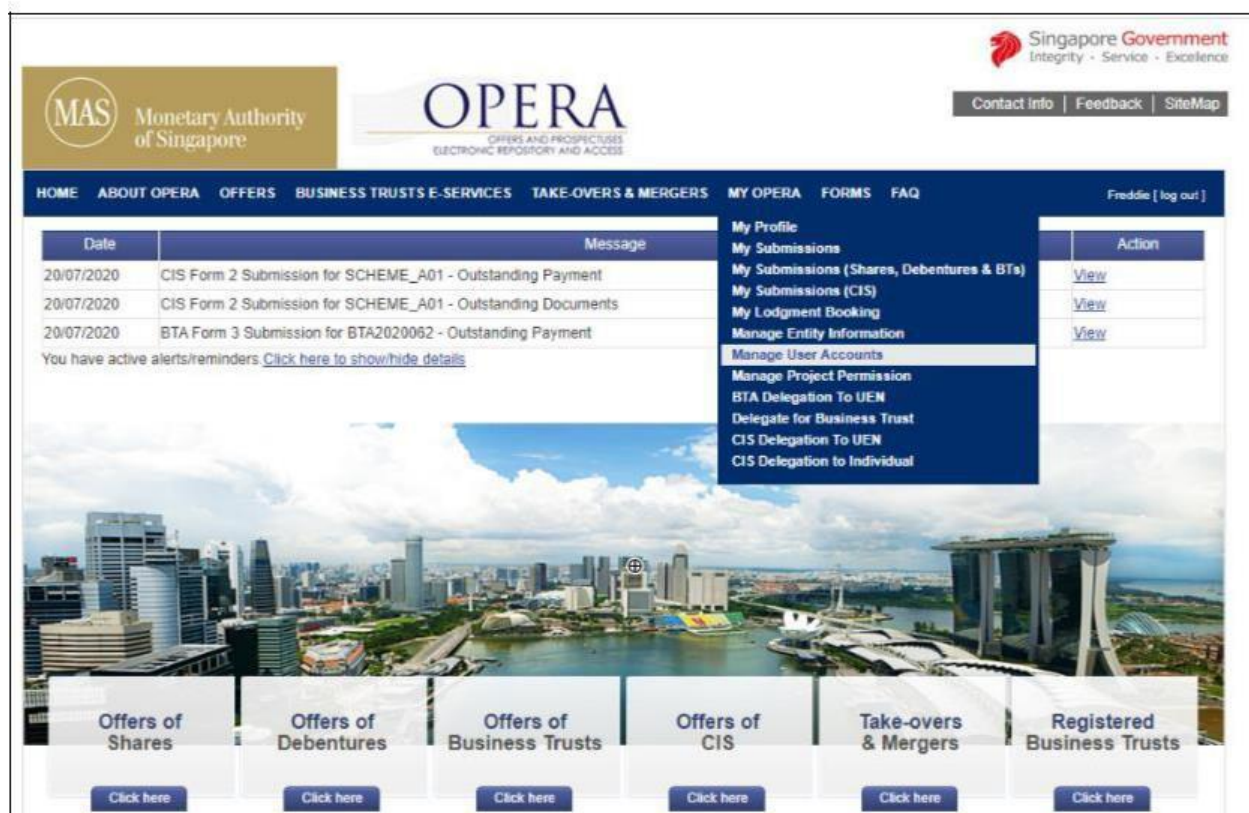 Singapore Government
Integrity · Service · Excellence
MAS
Monetary Authority
of Singapore
OPERA
OFFERS AND PROSPECTUSES
ELECTRONIC REPOSITORY AND ACCESS
Contact Info | Feedback | SiteMap
HOME ABOUT OPERA OFFERS BUSINESS TRUSTS E-SERVICES TAKE-OVERS & MERGERS MY OPERA FORMS FAQ Freddie [ log out ]
Date Message Action
20/07/2020 CIS Form 2 Submission for SCHEME_A01 - Outstanding Payment View
20/07/2020 CIS Form 2 Submission for SCHEME_A01 - Outstanding Documents View
20/07/2020 BTA Form 3 Submission for BTA2020062 - Outstanding Payment View
You have active alerts/reminders. Click here to show/hide details
My Profile
My Submissions
My Submissions (Shares, Debentures & BTs)
My Submissions (CIS)
My Lodgment Booking
Manage Entity Information
Manage User Accounts
Manage Project Permission
BTA Delegation To UEN
Delegate for Business Trust
CIS Delegation To UEN
CIS Delegation to Individual
Offers of
Shares
Click here
Offers of
Debentures
Click here
Offers of
Business Trusts
Click here
Offers of
CIS
Click here
Take-overs
& Mergers
Click here
Registered
Business Trusts
Click here